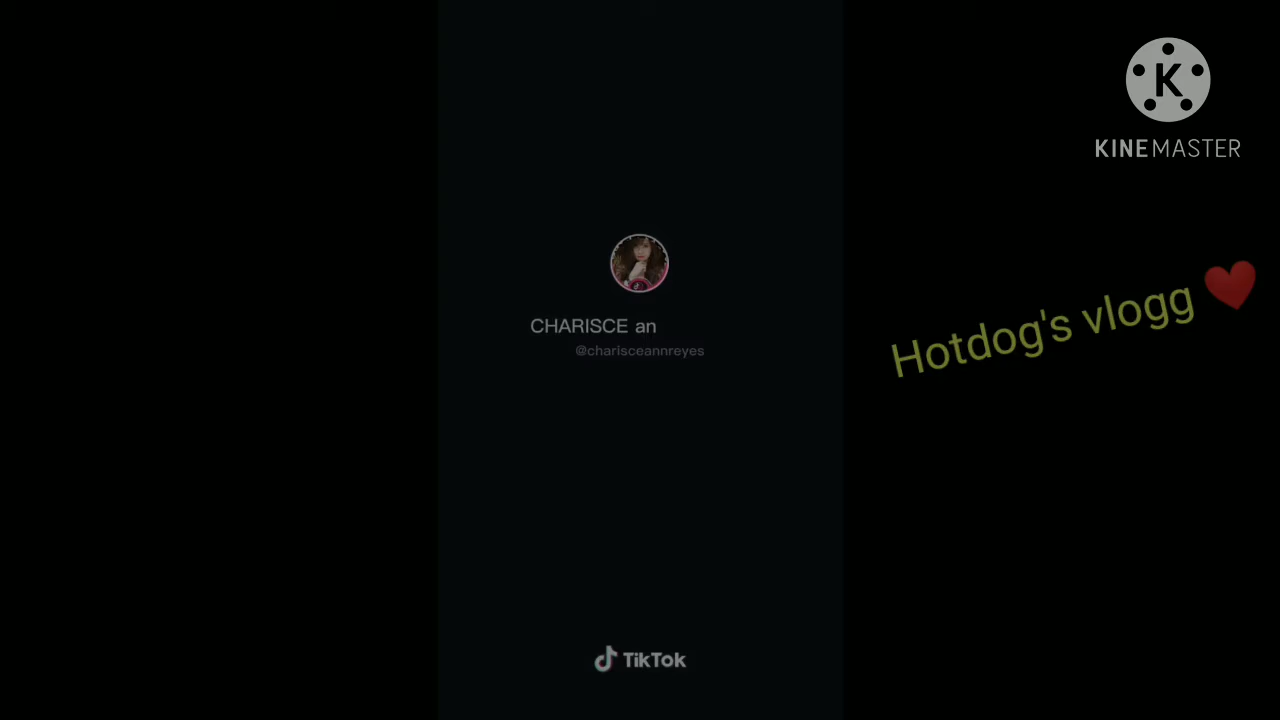 K
KINEMASTER
Hotdog's vlogg ❤️
CHARISCE an
@charisceannreyes
TikTok